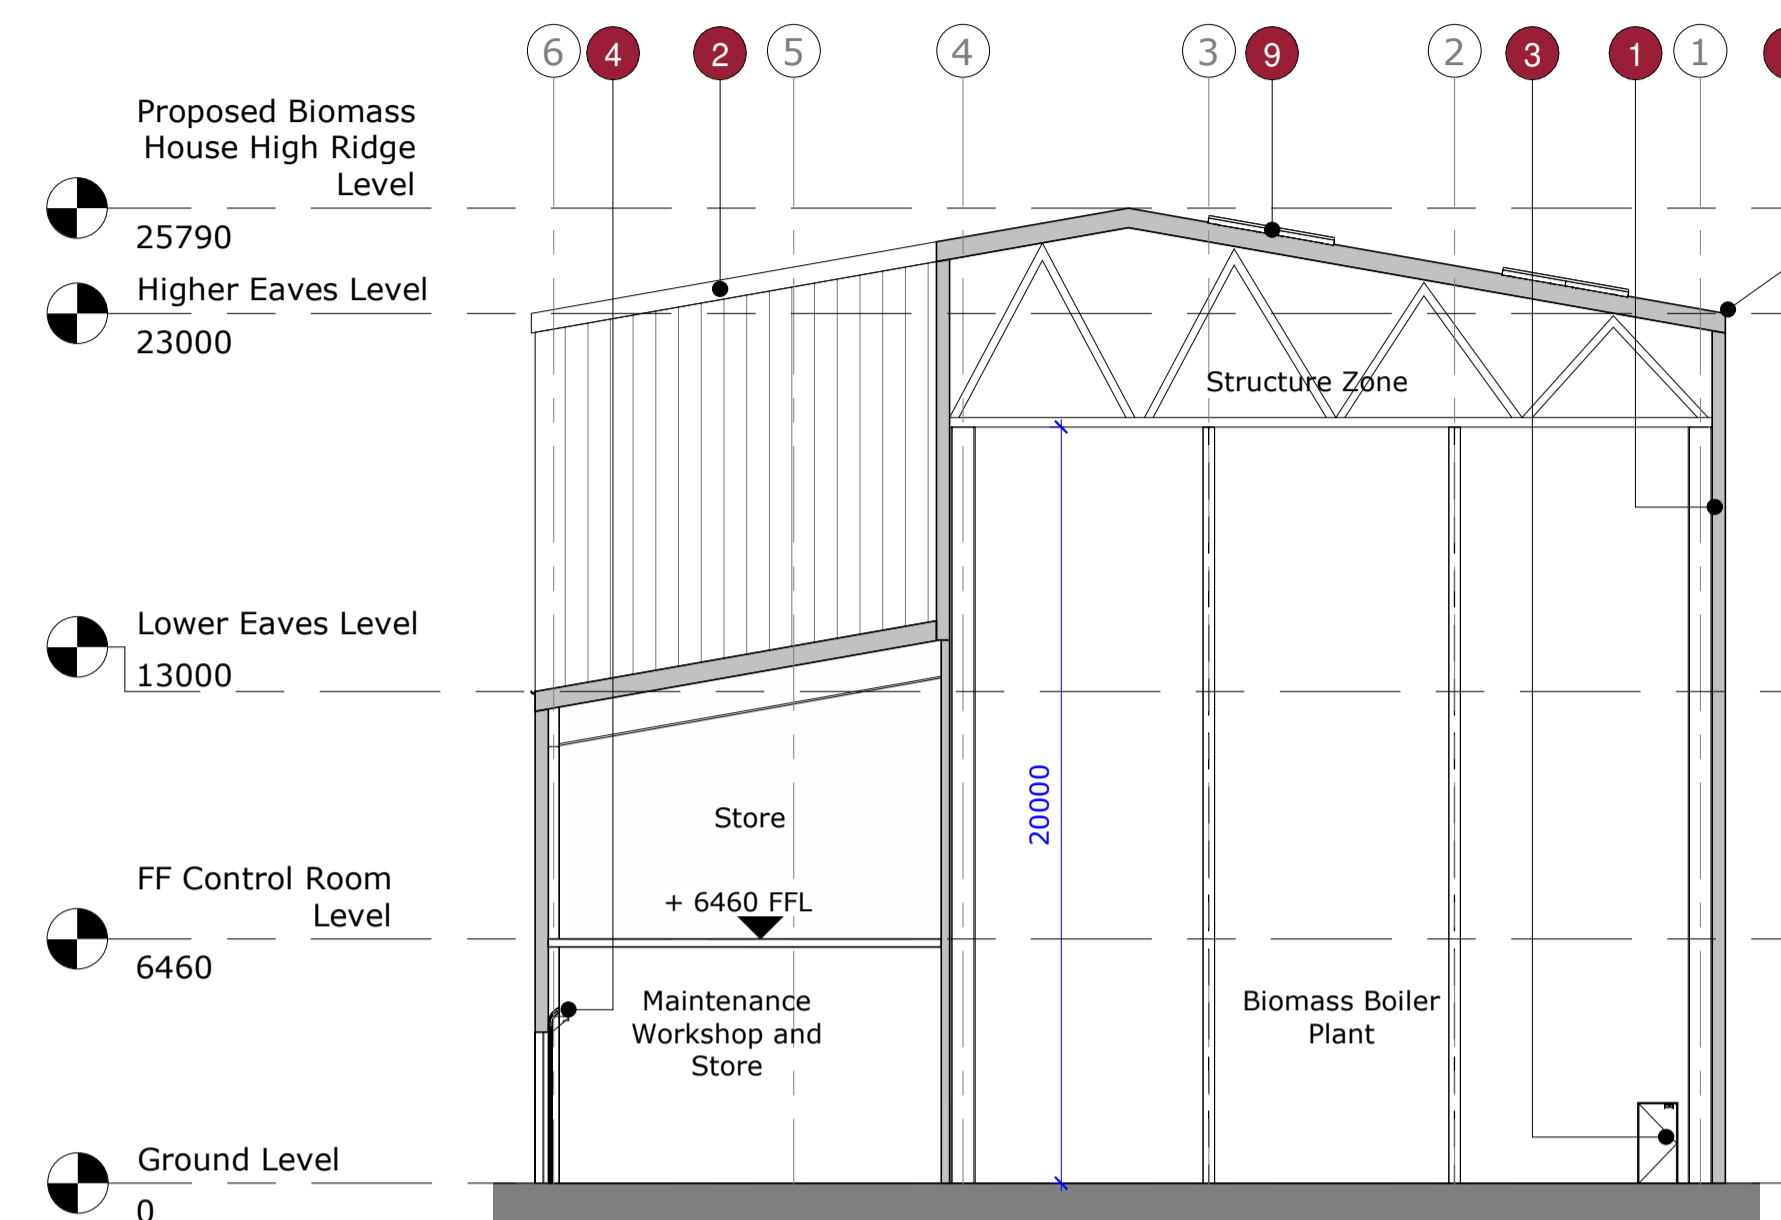 6 4 2 5 4 3 9 2 3 1 1
Proposed Biomass
House High Ridge
Level
25790
Higher Eaves Level
23000
Structure Zone
Lower Eaves Level
13000
20000
Store
FF Control Room
Level
+ 6460 FFL
6460
Maintenance
Workshop and
Store
Biomass Boiler
Plant
Ground Level
0